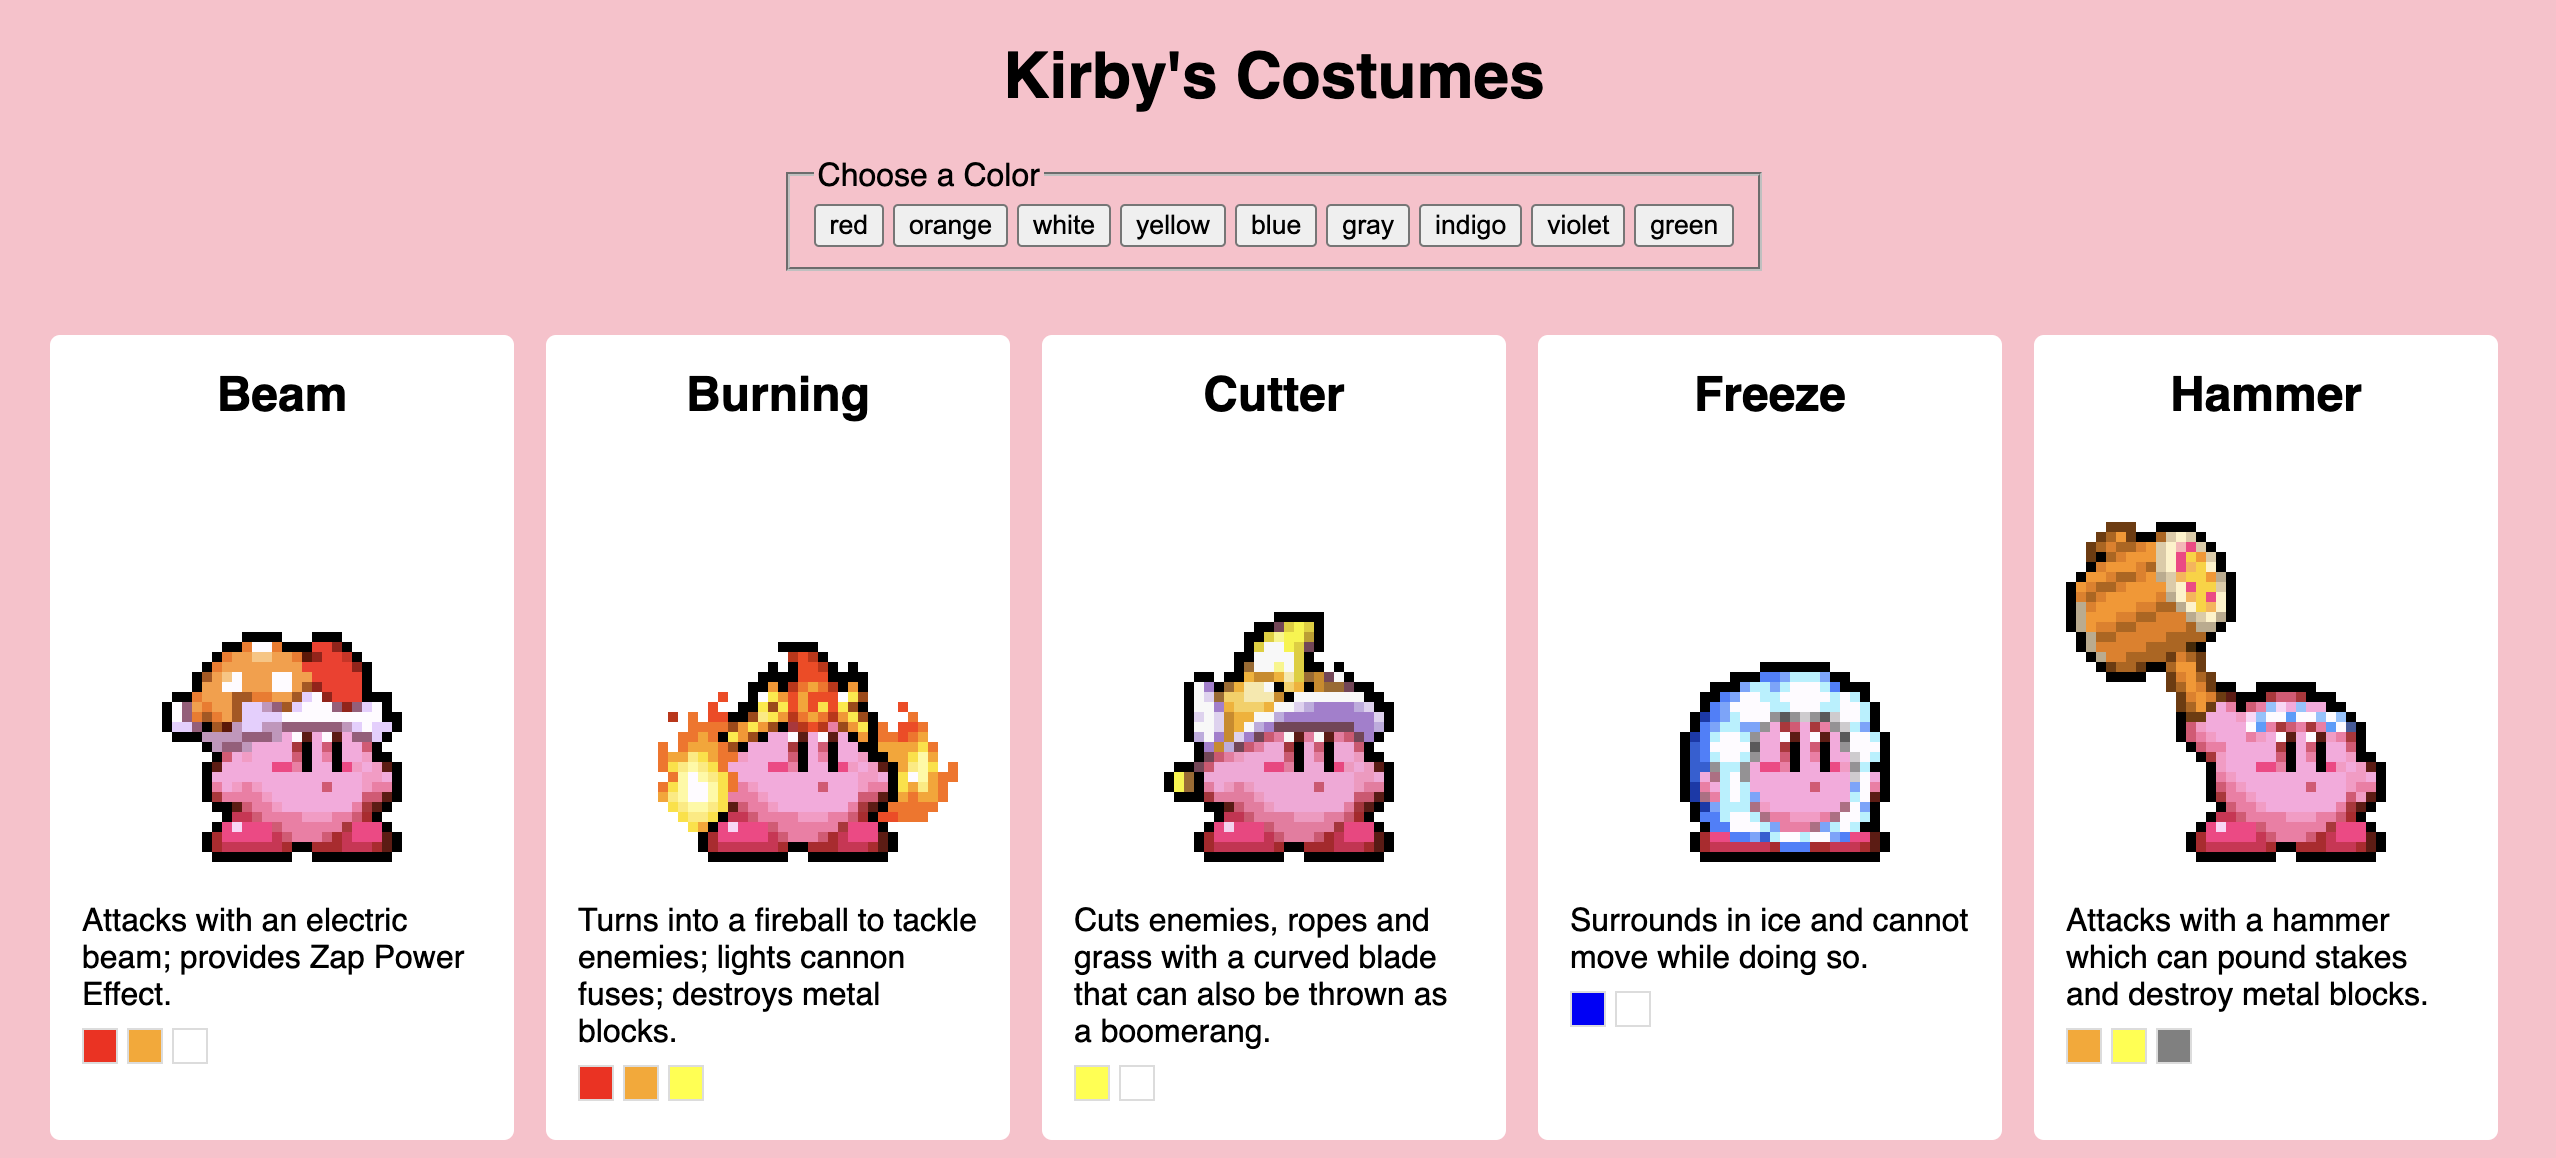 Kirby's Costumes
Choose a Color
red orange white yellow blue gray indigo violet green
Beam
Attacks with an electric
beam; provides Zap Power
Effect.
Burning
Turns into a fireball to tackle
enemies; lights cannon
fuses; destroys metal
blocks.
Cutter
Cuts enemies, ropes and
grass with a curved blade
that can also be thrown as
a boomerang.
Freeze
Surrounds in ice and cannot
move while doing so.
Hammer
Attacks with a hammer
which can pound stakes
and destroy metal blocks.